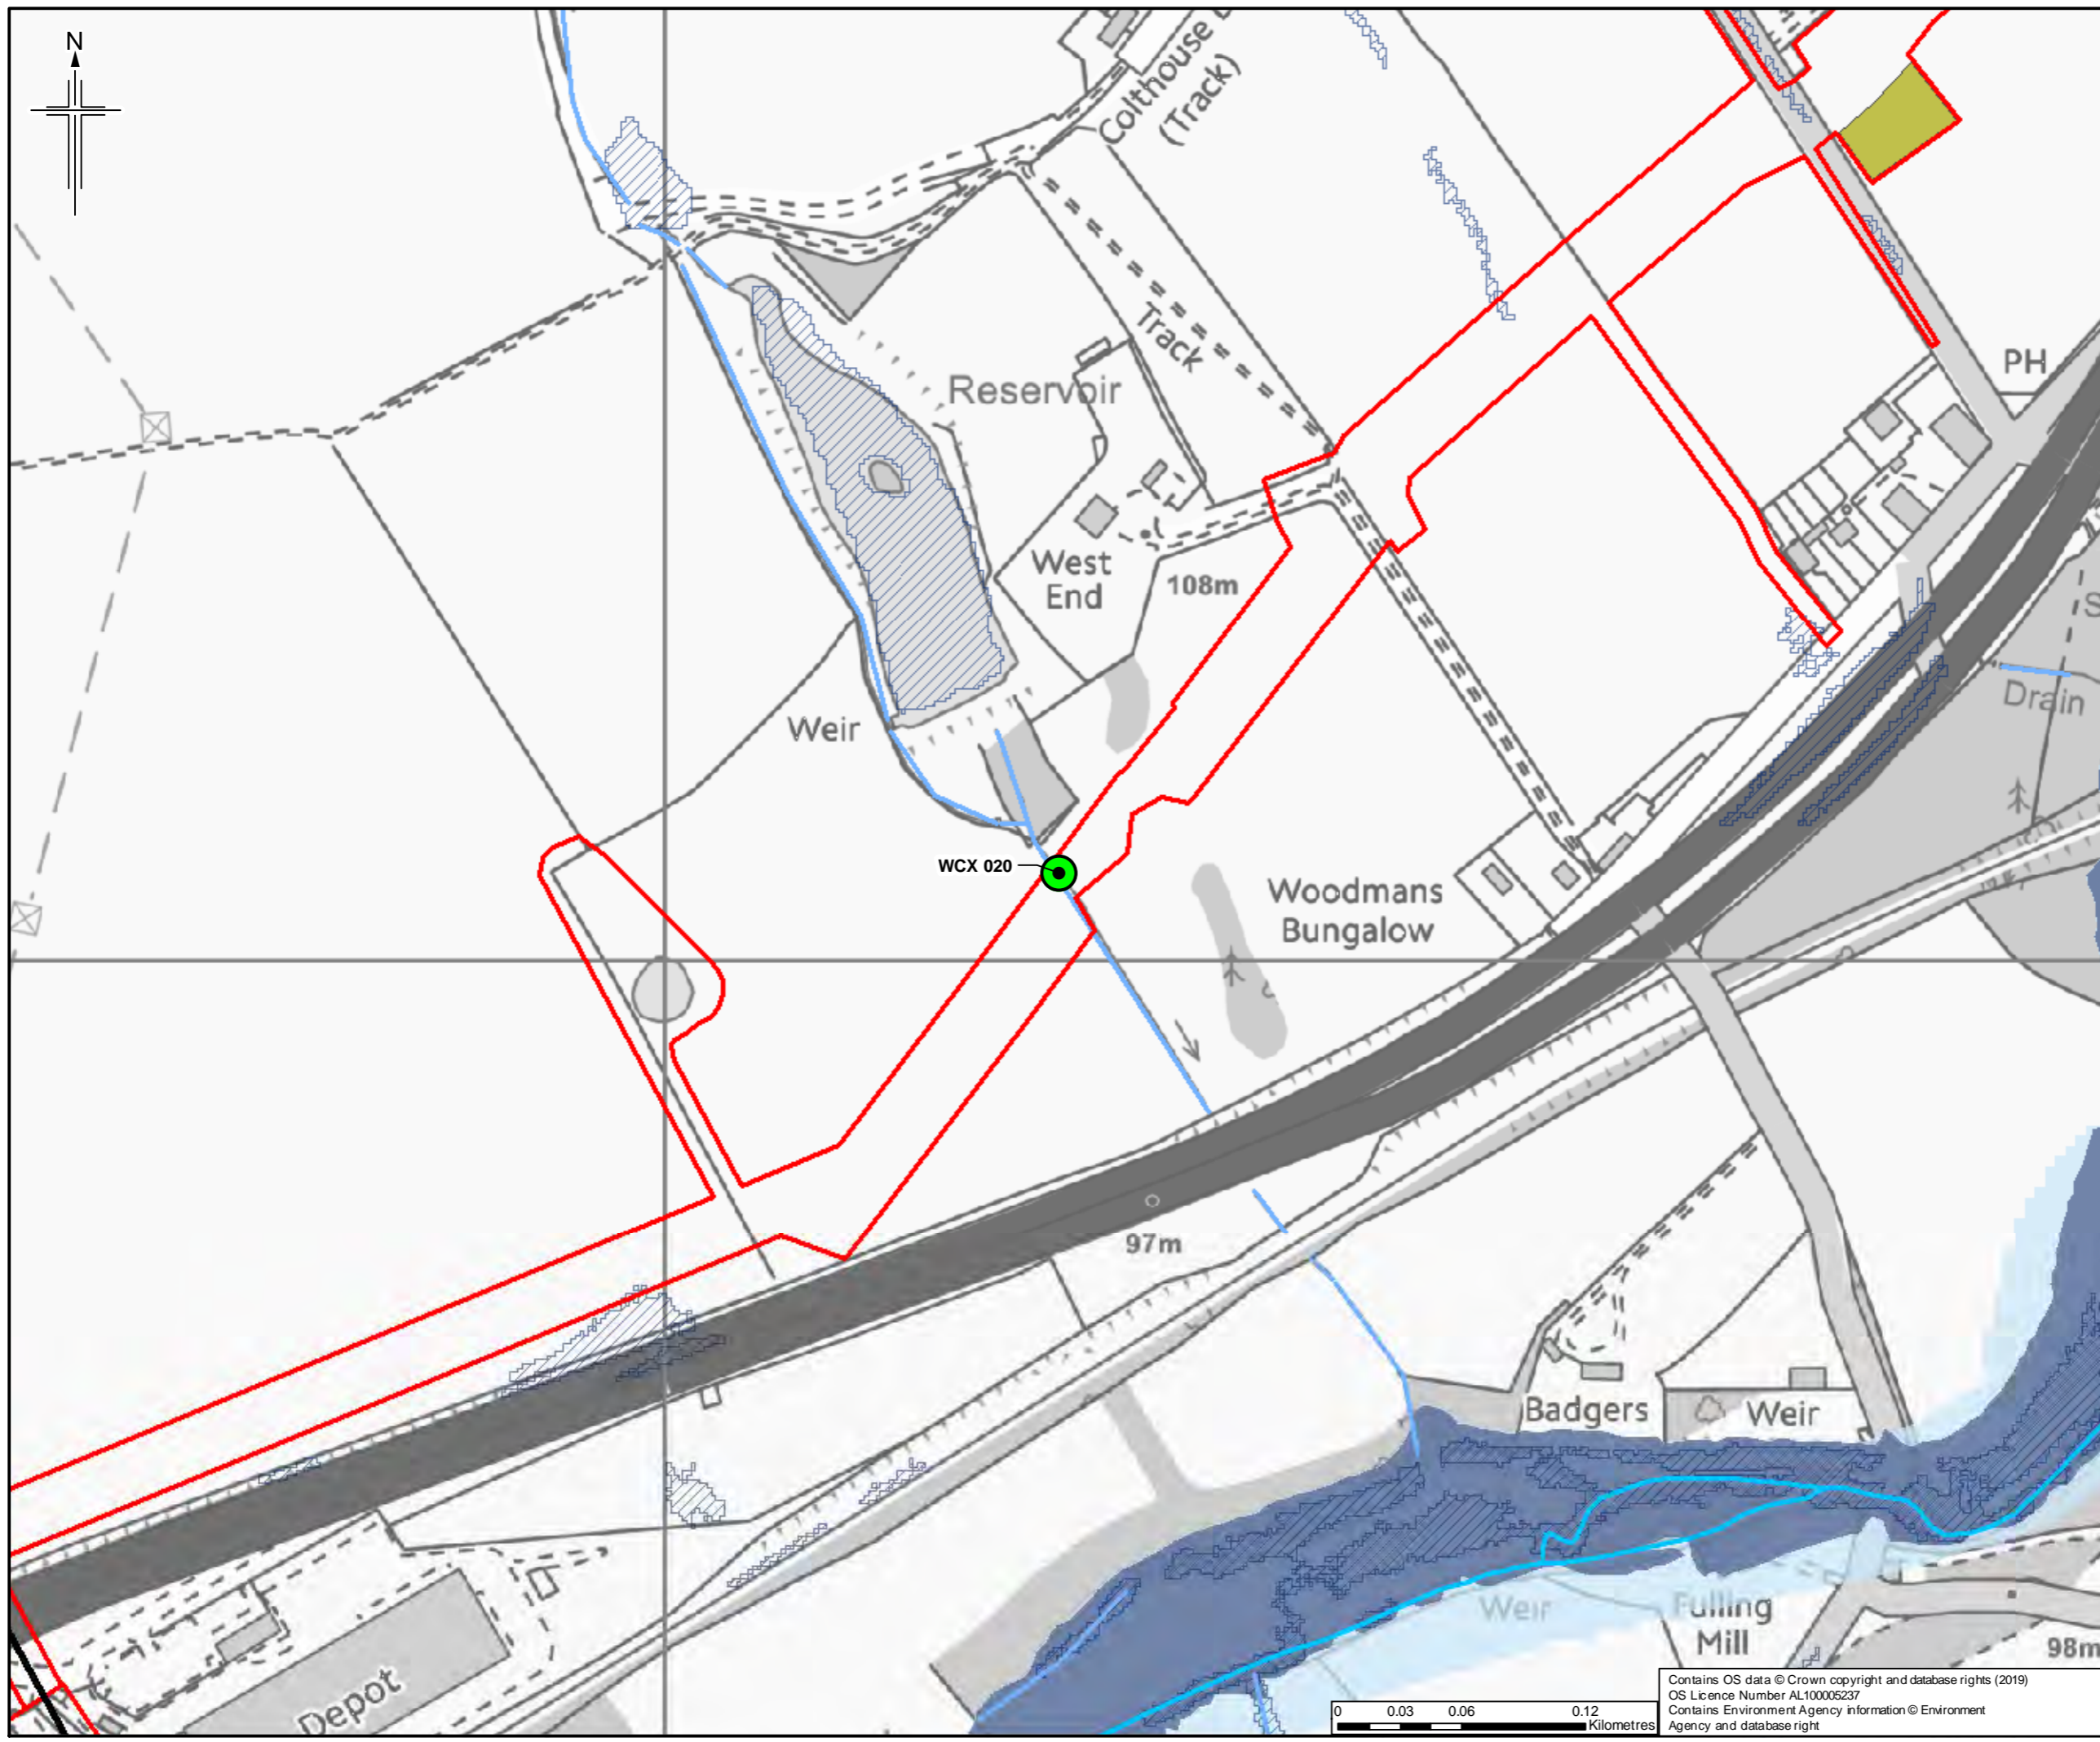 N
Colthouse
(Track)
Track
Reservoir
PH
West
End
108m
Drain
Weir
WCX 020
Woodmans
Bungalow
97m
Badgers
Weir
Weir
Fulling
Mill
98m
Depot
0 0.03 0.06 0.12
Kilometres
Contains OS data © Crown copyright and database rights (2019)
OS Licence Number AL100005237
Contains Environment Agency information © Environment
Agency and database right